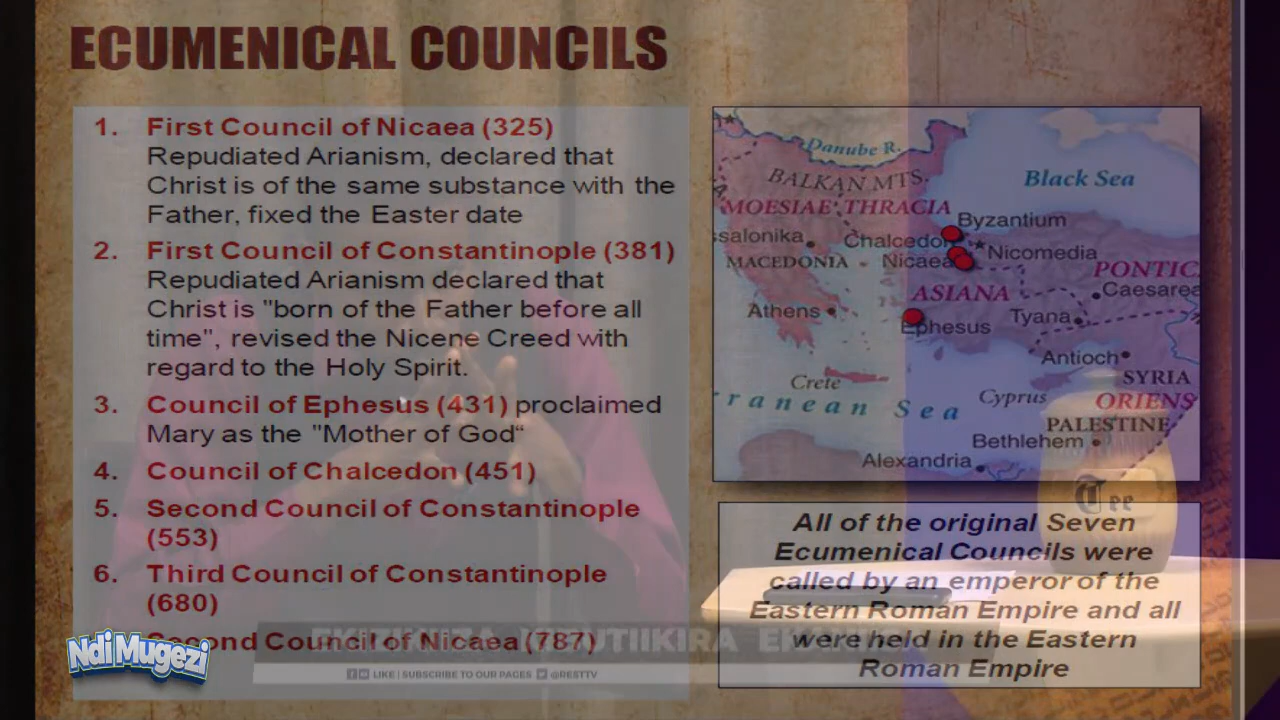 ECUMENICAL COUNCILS
1. First Council of Nicaea (325)
Repudiated Arianism, declared that
Christ is of the same substance with the
Father, fixed the Easter date
2. First Council of Constantinople (381)
Repudiated Arianism declared that
Christ is "born of the Father before all
time", revised the Nicene Creed with
regard to the Holy Spirit.
3. Council of Ephesus (431) proclaimed
Mary as the "Mother of God"
4. Council of Chalcedon (451)
5. Second Council of Constantinople
(553)
6. Third Council of Constantinople
(680)
Second Council of Nicaea (787)
Ndi Mugezi
LIKE | SUBSCRIBE TO OUR PAGES @RESTTV
Danube R.
BALKAN MTS.
Black Sea
MOESIAE THRACIA
Byzantium
ssalonika
Chalcedon
Nicomedia
MACEDONIA
Nicaea
PONTIC
ASIANA
Caesarea
Athens
Ephesus
Tyana
Antioch
SYRIA
Crete
Cyprus
ORIENS
ranean Sea
PALESTINE
Bethlehem
Alexandria
Tee
All of the original Seven
Ecumenical Councils were
called by an emperor of the
Eastern Roman Empire and all
were held in the Eastern
Roman Empire